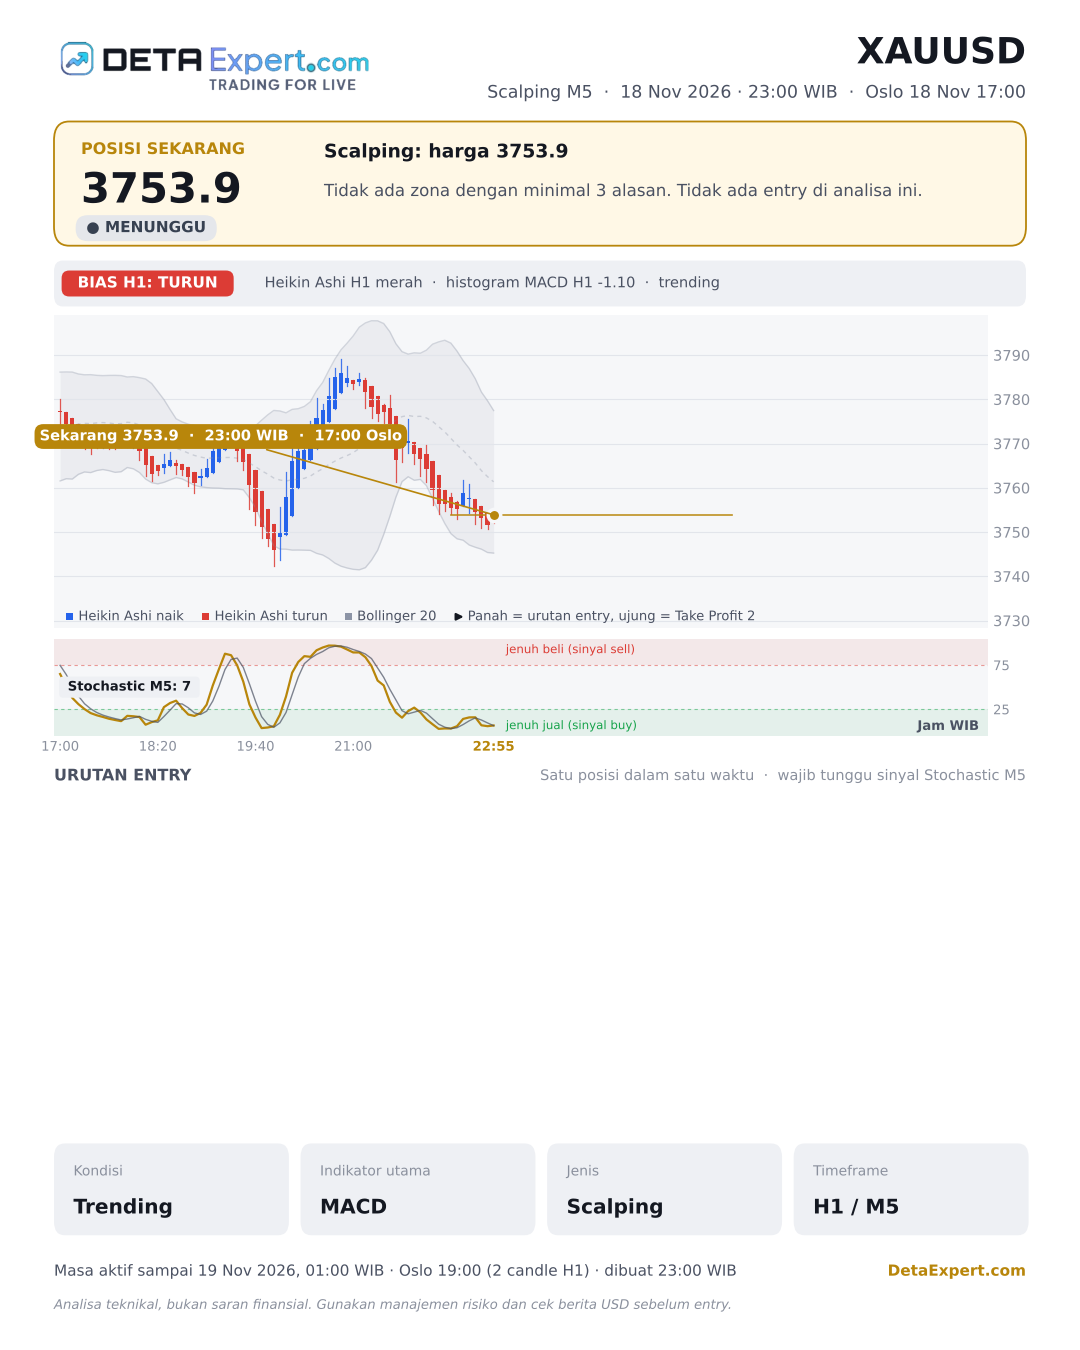 DETA Expert.com
TRADING FOR LIVE
XAUUSD
Scalping M5 · 18 Nov 2026 · 23:00 WIB · Oslo 18 Nov 17:00
POSISI SEKARANG
3753.9
● MENUNGGU
Scalping: harga 3753.9
Tidak ada zona dengan minimal 3 alasan. Tidak ada entry di analisa ini.
BIAS H1: TURUN
Heikin Ashi H1 merah · histogram MACD H1 -1.10 · trending
3790
3780
3770
3760
3750
3740
3730
Sekarang 3753.9 · 23:00 WIB · 17:00 Oslo
Heikin Ashi naik
Heikin Ashi turun
Bollinger 20
Panah = urutan entry, ujung = Take Profit 2
jenuh beli (sinyal sell)
75
Stochastic M5: 7
25
jenuh jual (sinyal buy)
Jam WIB
17:00 18:20 19:40 21:00 22:55
URUTAN ENTRY
Satu posisi dalam satu waktu · wajib tunggu sinyal Stochastic M5
Kondisi
Trending
Indikator utama
MACD
Jenis
Scalping
Timeframe
H1 / M5
Masa aktif sampai 19 Nov 2026, 01:00 WIB · Oslo 19:00 (2 candle H1) · dibuat 23:00 WIB
DetaExpert.com
Analisa teknikal, bukan saran finansial. Gunakan manajemen risiko dan cek berita USD sebelum entry.